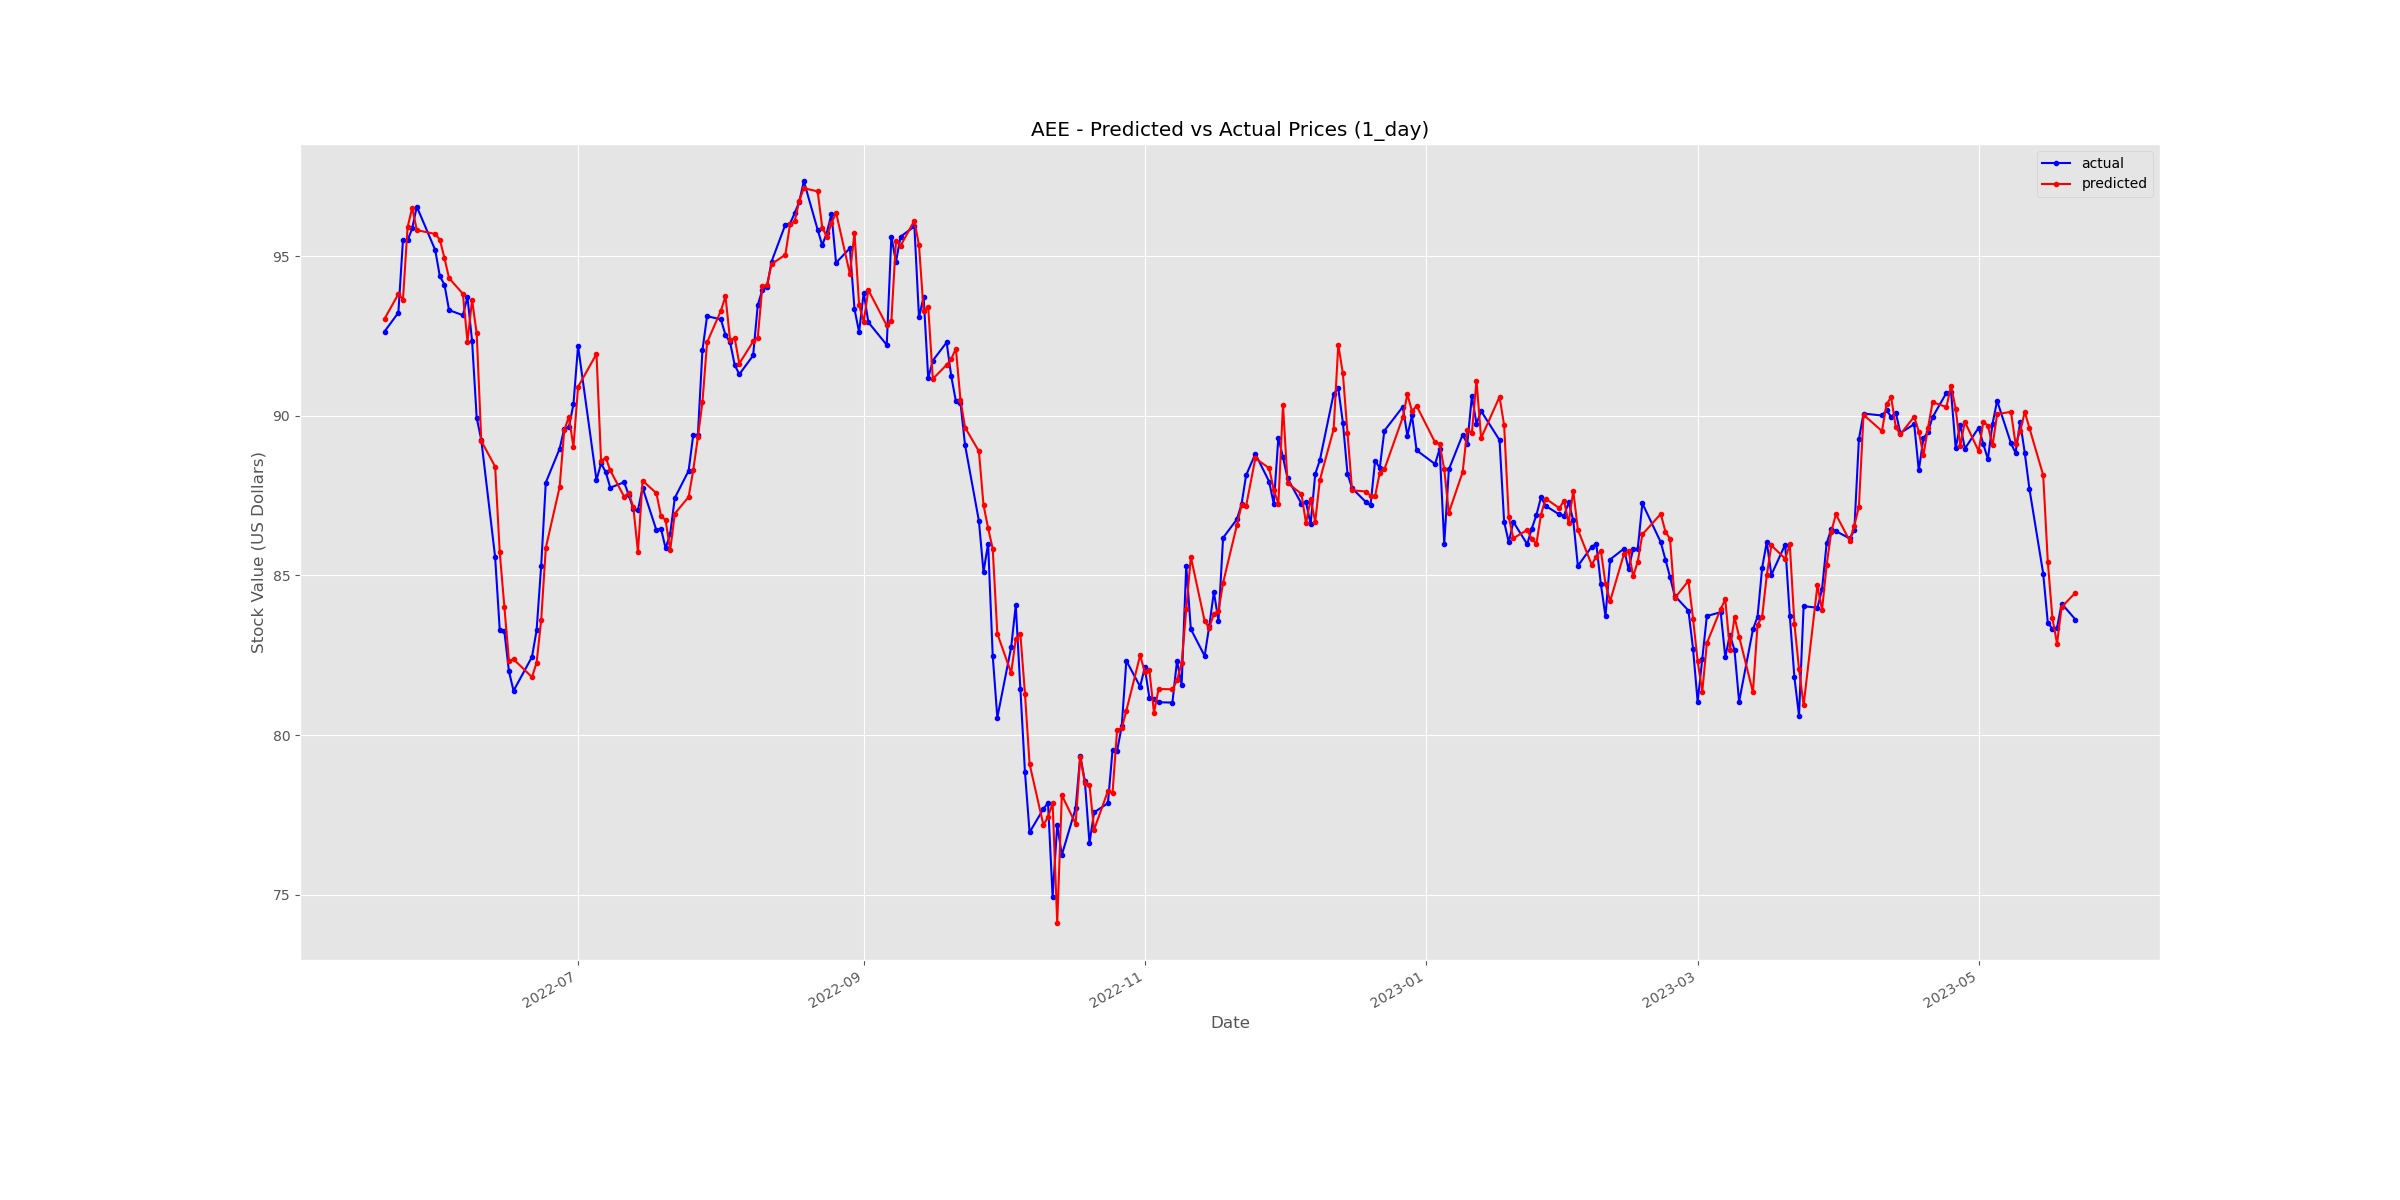 AEE - Predicted vs Actual Prices (1_day)
actual
predicted
95
90
85
80
75
Stock Value (US Dollars)
2022-07
2022-09
2022-11
2023-01
2023-03
2023-05
Date